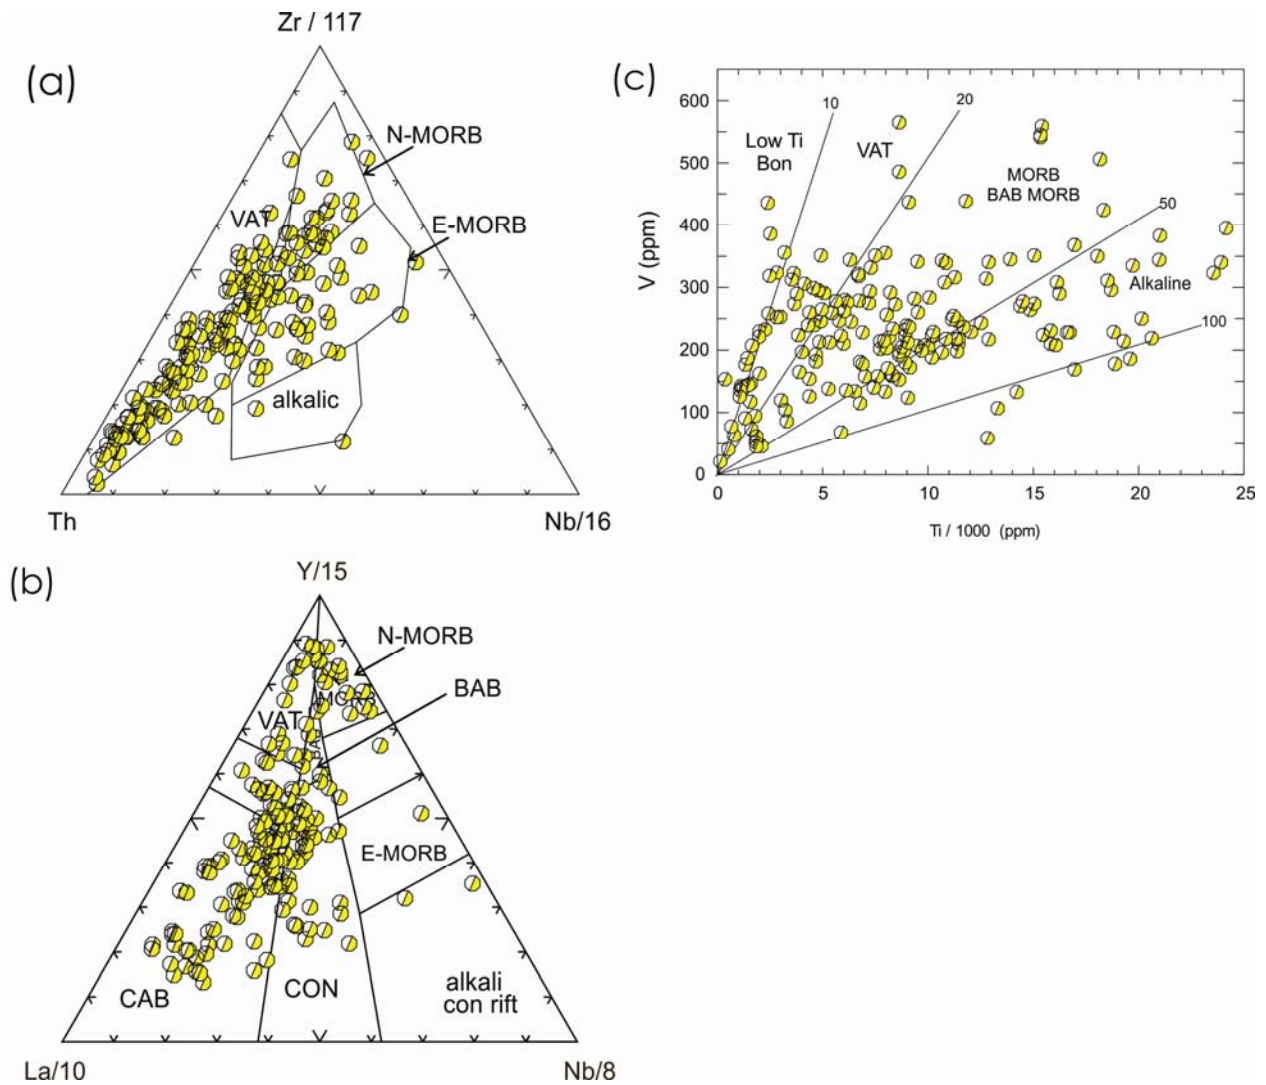 (a)
Zr / 117
N-MORB
VAT
E-MORB
alkalic
Th
Nb/16
(c)
600
500
400
300
200
100
0
V (ppm)
10
20
50
100
Low Ti
Bon
VAT
MORB
BAB MORB
Alkaline
0
5
10
15
20
25
Ti / 1000 (ppm)
(b)
Y/15
N-MORB
BAB
VAT
E-MORB
CAB
CON
alkali
con rift
La/10
Nb/8